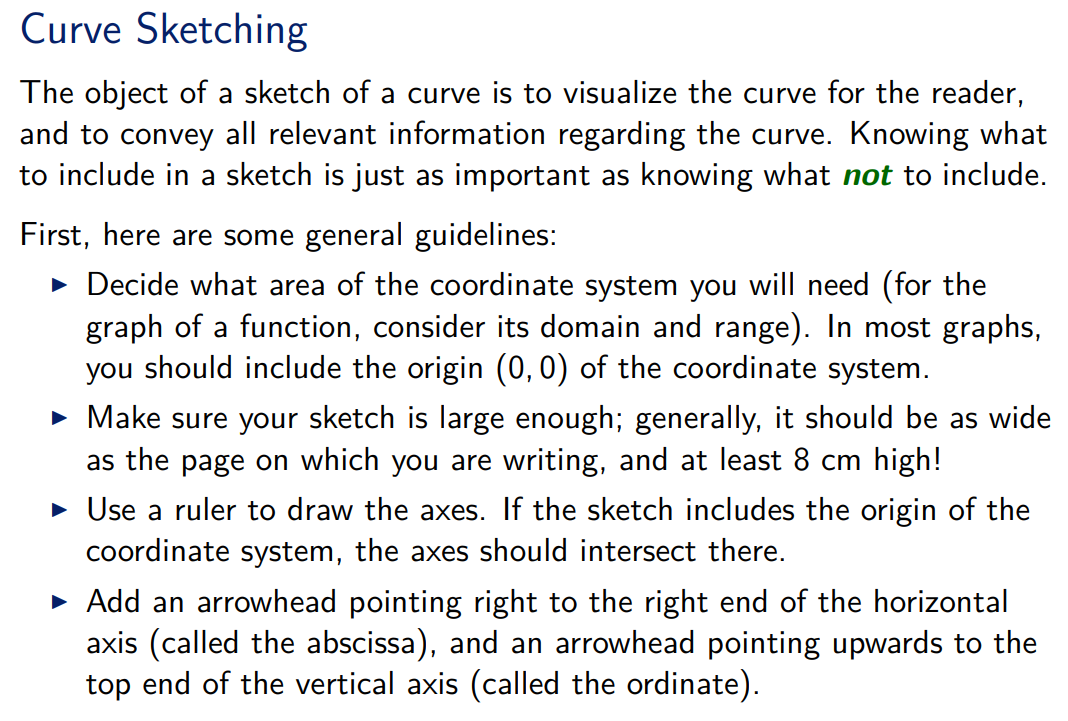 Curve Sketching
The object of a sketch of a curve is to visualize the curve for the reader,
and to convey all relevant information regarding the curve. Knowing what
to include in a sketch is just as important as knowing what not to include.
First, here are some general guidelines:
▶ Decide what area of the coordinate system you will need (for the
graph of a function, consider its domain and range). In most graphs,
you should include the origin (0, 0) of the coordinate system.
▶ Make sure your sketch is large enough; generally, it should be as wide
as the page on which you are writing, and at least 8 cm high!
▶ Use a ruler to draw the axes. If the sketch includes the origin of the
coordinate system, the axes should intersect there.
▶ Add an arrowhead pointing right to the right end of the horizontal
axis (called the abscissa), and an arrowhead pointing upwards to the
top end of the vertical axis (called the ordinate).